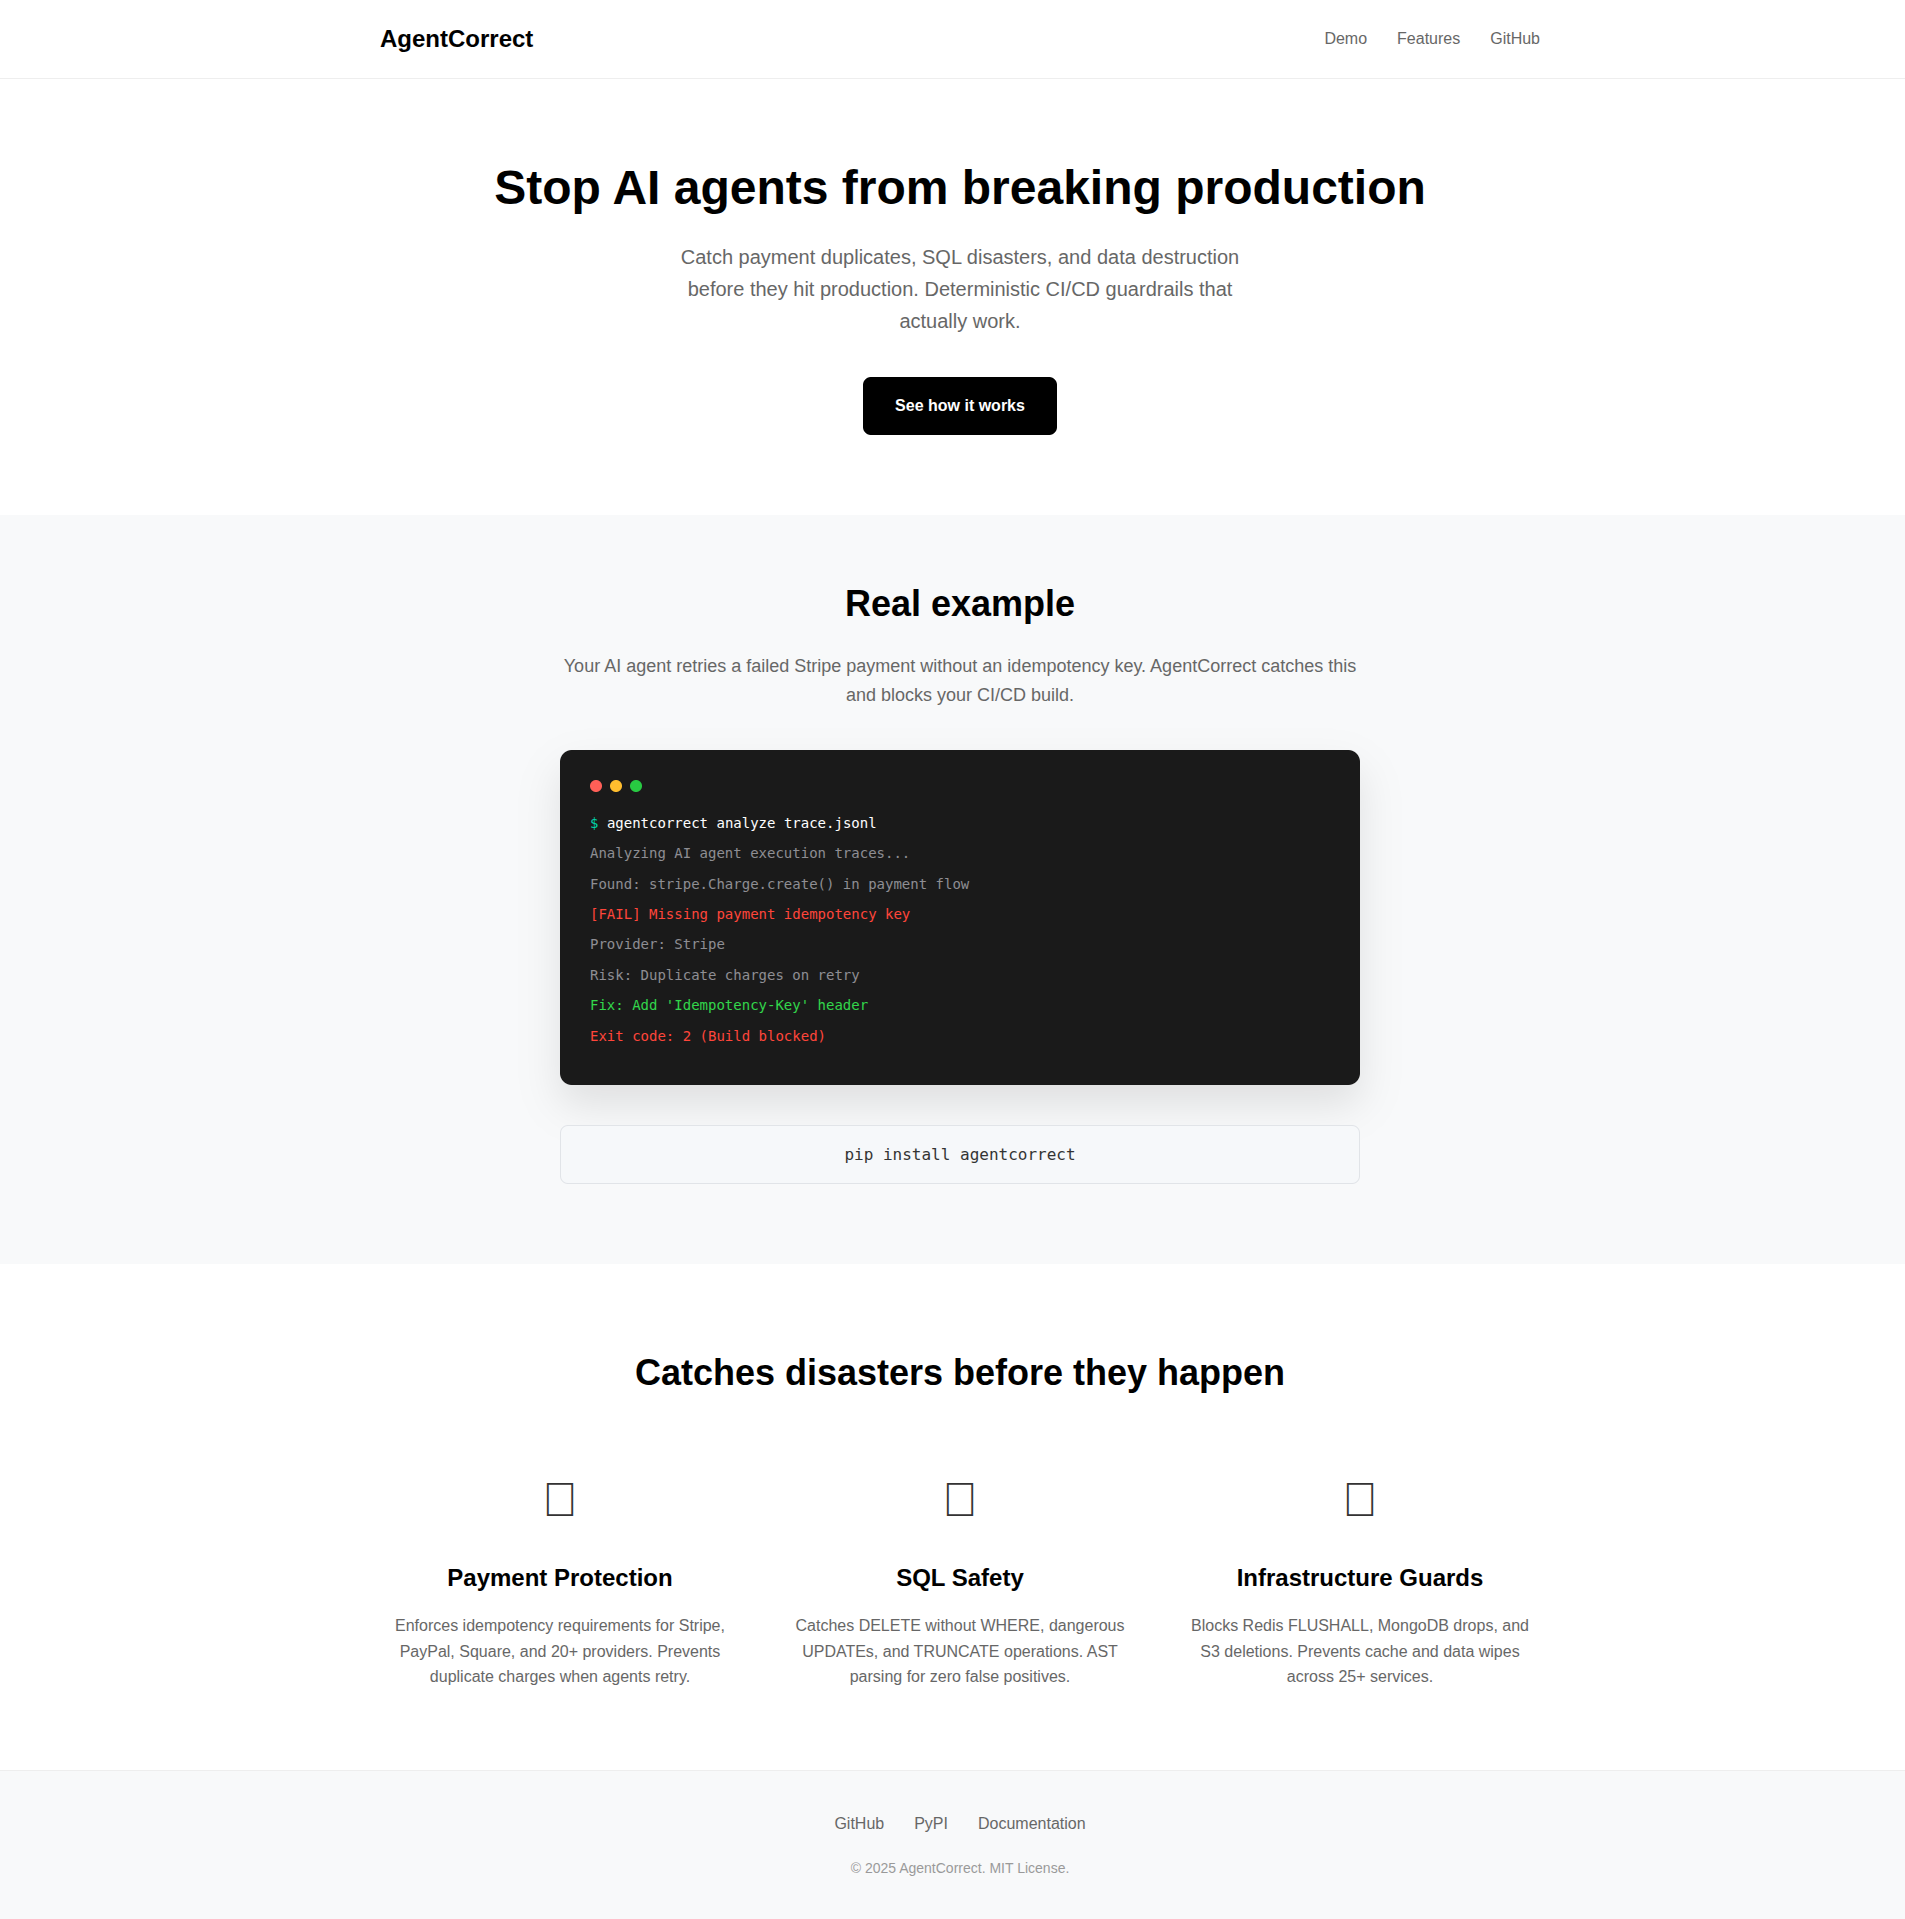 AgentCorrect
Demo Features GitHub
Stop AI agents from breaking production
Catch payment duplicates, SQL disasters, and data destruction
before they hit production. Deterministic CI/CD guardrails that
actually work.
See how it works
Real example
Your AI agent retries a failed Stripe payment without an idempotency key. AgentCorrect catches this
and blocks your CI/CD build.
$ agentcorrect analyze trace.jsonl
Analyzing AI agent execution traces...
Found: stripe.Charge.create() in payment flow
[FAIL] Missing payment idempotency key
Provider: Stripe
Risk: Duplicate charges on retry
Fix: Add 'Idempotency-Key' header
Exit code: 2 (Build blocked)
pip install agentcorrect
Catches disasters before they happen
Payment Protection
Enforces idempotency requirements for Stripe,
PayPal, Square, and 20+ providers. Prevents
duplicate charges when agents retry.
SQL Safety
Catches DELETE without WHERE, dangerous
UPDATEs, and TRUNCATE operations. AST
parsing for zero false positives.
Infrastructure Guards
Blocks Redis FLUSHALL, MongoDB drops, and
S3 deletions. Prevents cache and data wipes
across 25+ services.
GitHub PyPI Documentation
© 2025 AgentCorrect. MIT License.